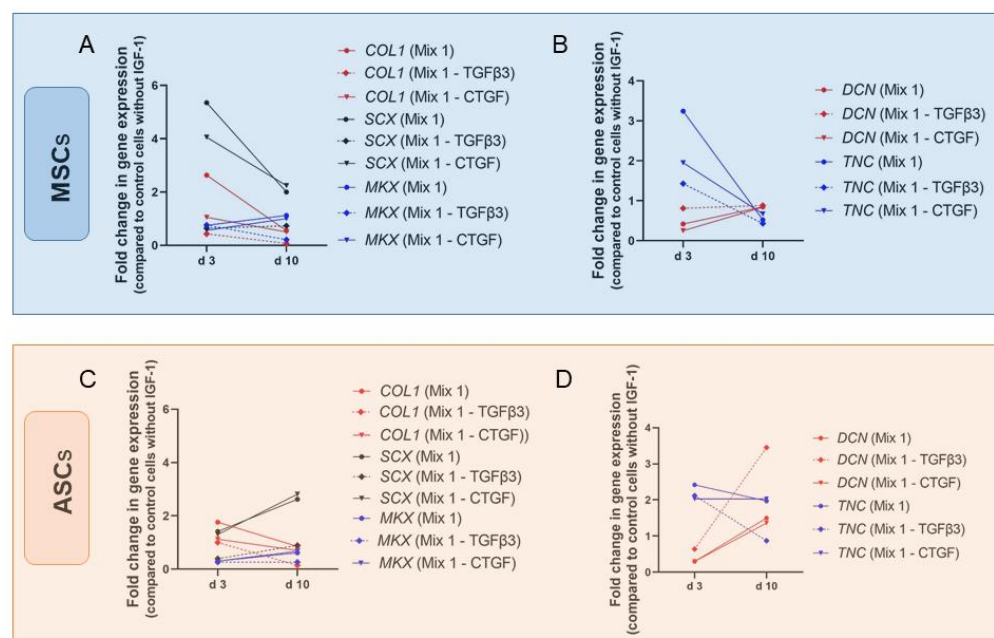 MSCs
A
Fold change in gene expression
(compared to control cells without IGF-1)
6
4
2
0
d 3
d 10
COL1 (Mix 1)
COL1 (Mix 1 - TGFβ3)
COL1 (Mix 1 - CTGF)
SCX (Mix 1)
SCX (Mix 1 - TGFβ3)
SCX (Mix 1 - CTGF)
MKX (Mix 1)
MKX (Mix 1 - TGFβ3)
MKX (Mix 1 - CTGF)
B
Fold change in gene expression
(compared to control cells without IGF-1)
4
3
2
1
0
d 3
d 10
DCN (Mix 1)
DCN (Mix 1 - TGFβ3)
DCN (Mix 1 - CTGF)
TNC (Mix 1)
TNC (Mix 1 - TGFβ3)
TNC (Mix 1 - CTGF)
ASCs
C
Fold change in gene expression
(compared to control cells without IGF-1)
6
4
2
0
d 3
d 10
COL1 (Mix 1)
COL1 (Mix 1 - TGFβ3)
COL1 (Mix 1 - CTGF))
SCX (Mix 1)
SCX (Mix 1 - TGFβ3)
SCX (Mix 1 - CTGF)
MKX (Mix 1)
MKX (Mix 1 - TGFβ3)
MKX (Mix 1 - CTGF)
D
Fold change in gene expression
(compared to control cells without IGF-1)
4
3
2
1
0
d 3
d 10
DCN (Mix 1)
DCN (Mix 1 - TGFβ3)
DCN (Mix 1 - CTGF)
TNC (Mix 1)
TNC (Mix 1 - TGFβ3)
TNC (Mix 1 - CTGF)